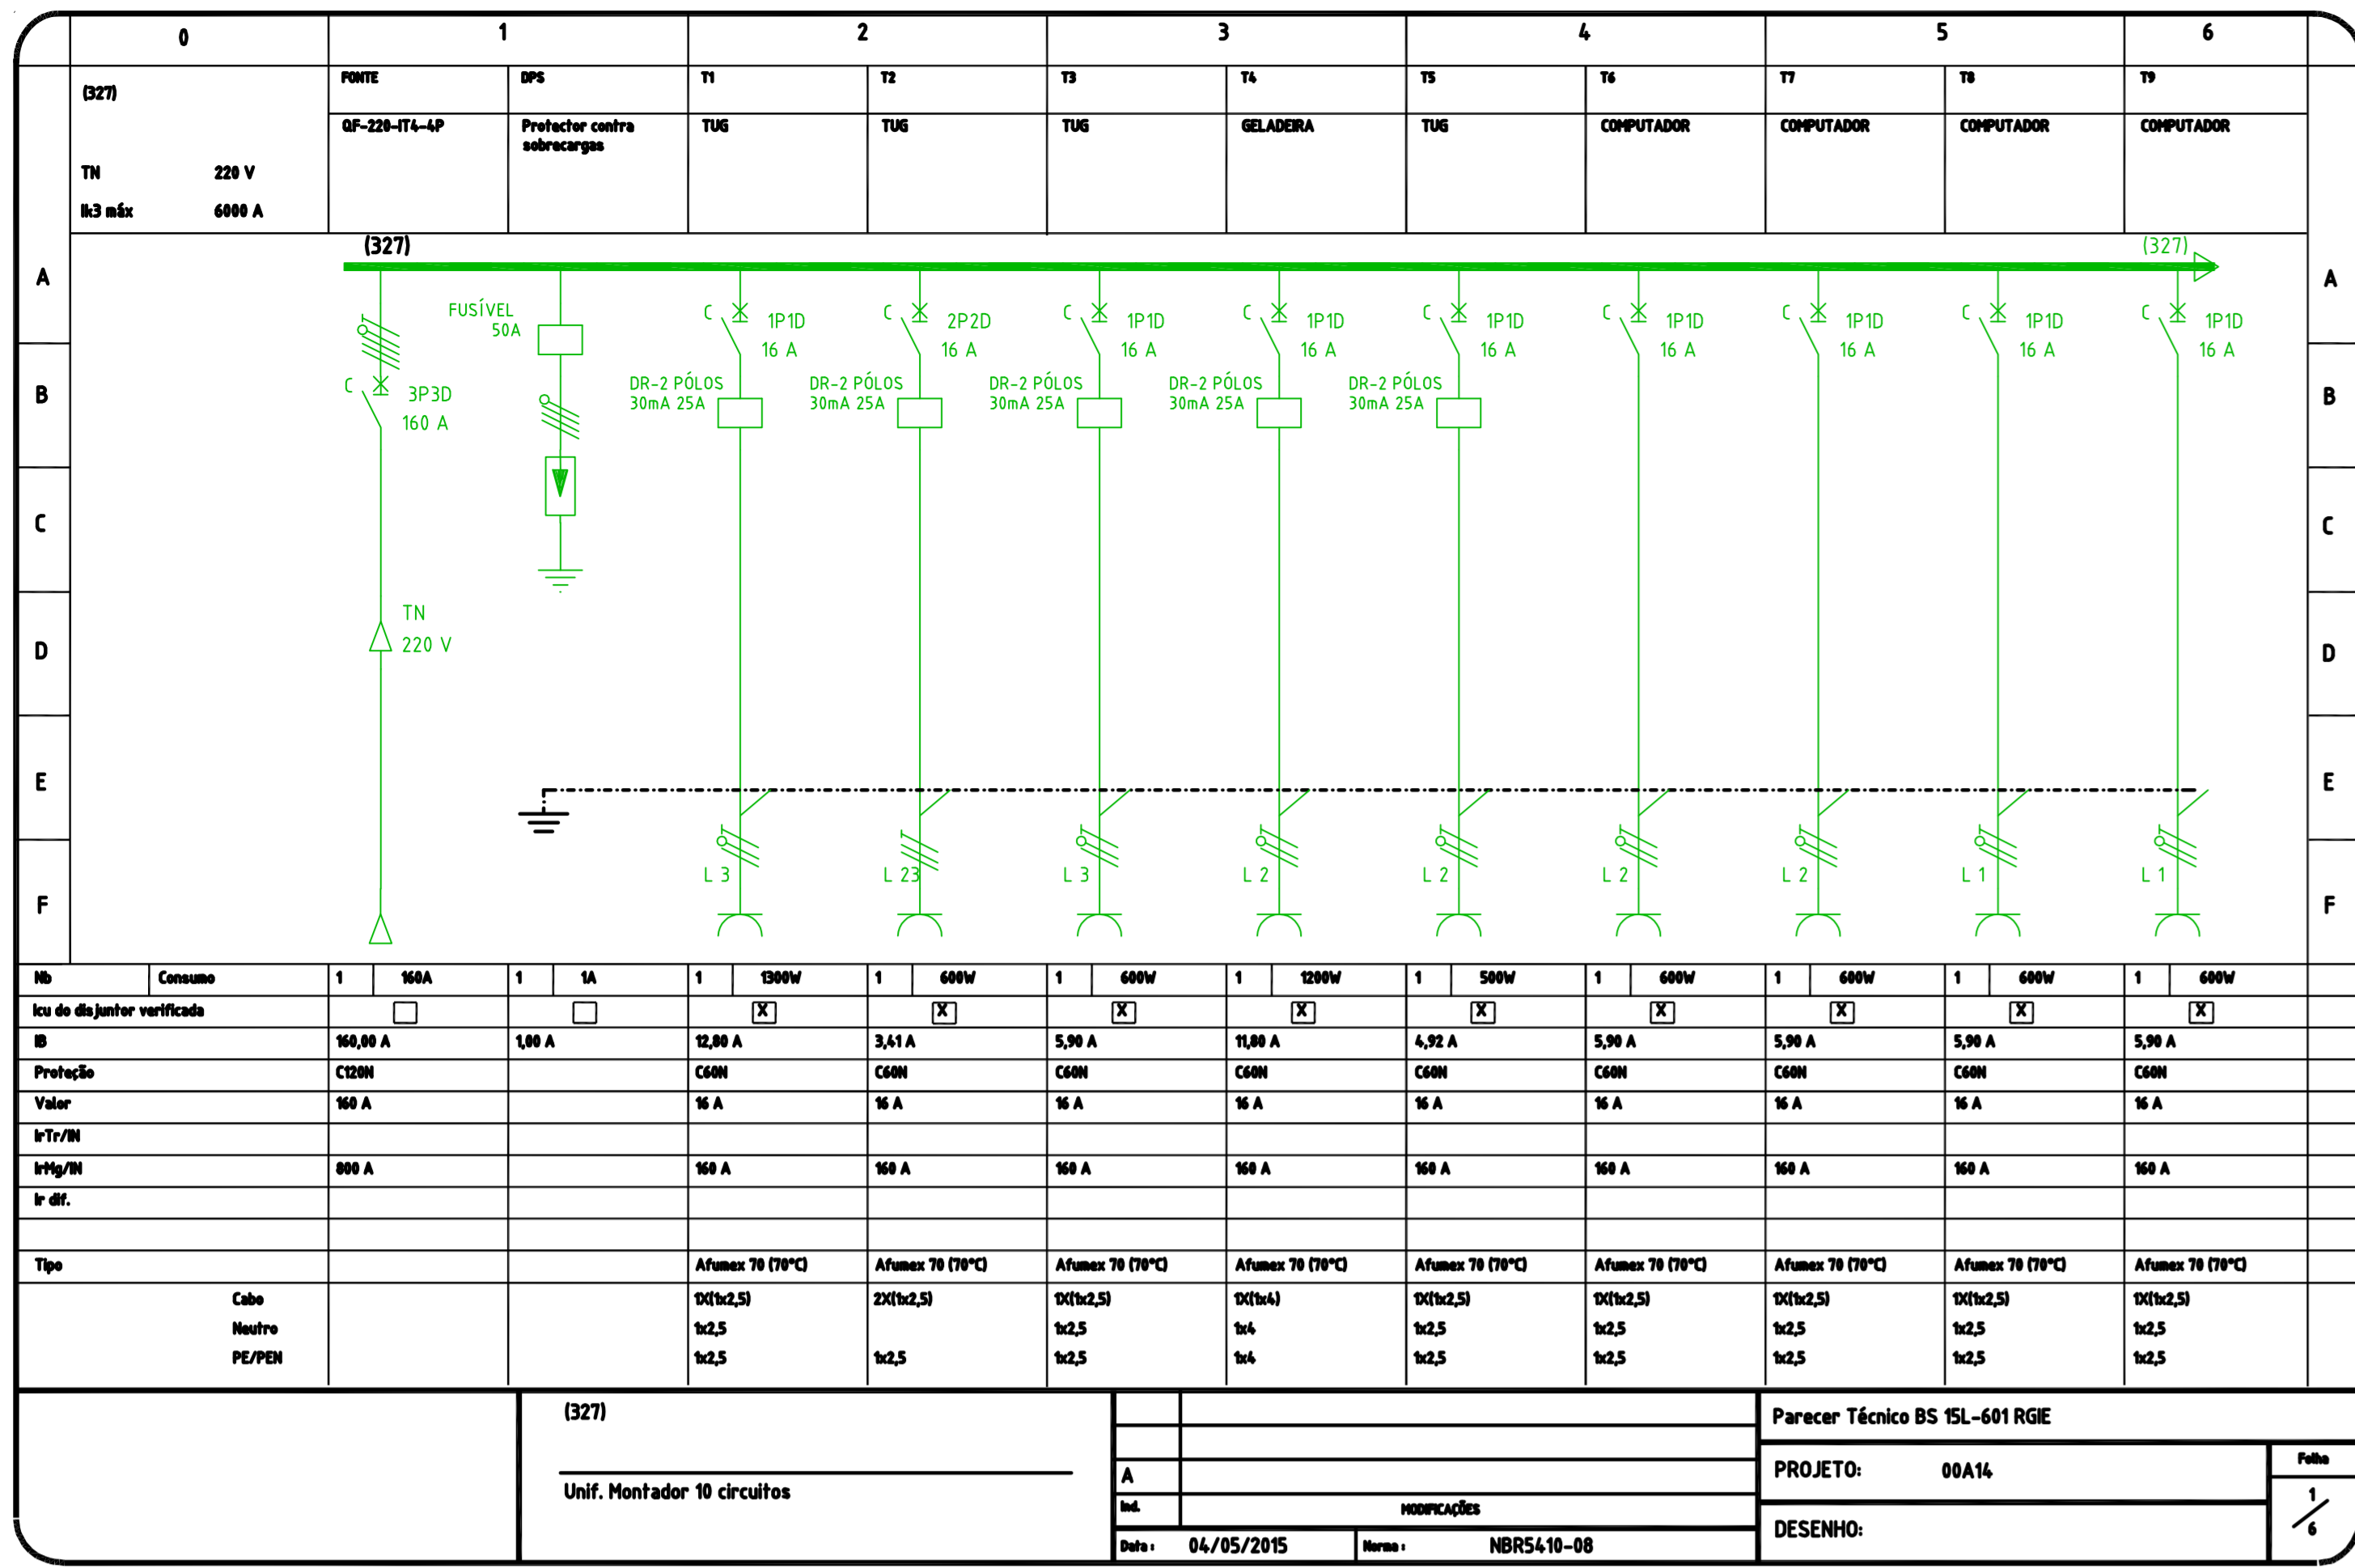 0 1 2 3 4 5 6
(327)
TN 220 V
Ik3 máx 6000 A
FONTE DPS T1 T2 T3 T4 T5 T6 T7 T8 T9
QF-220-IT4-4P Protector contra TUG TUG TUG GELADEIRA TUG COMPUTADOR COMPUTADOR COMPUTADOR COMPUTADOR
sobrecargas
(327) (327)
A A
FUSÍVEL C 1P1D C 2P2D C 1P1D C 1P1D C 1P1D C 1P1D C 1P1D C 1P1D C 1P1D
50A 16 A 16 A 16 A 16 A 16 A 16 A 16 A 16 A 16 A
C 3P3D DR-2 PÓLOS DR-2 PÓLOS DR-2 PÓLOS DR-2 PÓLOS DR-2 PÓLOS
B 160 A 30mA 25A 30mA 25A 30mA 25A 30mA 25A 30mA 25A B
C C
TN
220 V
D D
E E
L 3 L 23 L 3 L 2 L 2 L 2 L 2 L 1 L 1
F F
Nb Consumo 1 160A 1 1A 1 1300W 1 600W 1 600W 1 1200W 1 500W 1 600W 1 600W 1 600W 1 600W
Icu do disjuntor verificada X X X X X X X X X
IB 160,00 A 1,00 A 12,80 A 3,41 A 5,90 A 11,80 A 4,92 A 5,90 A 5,90 A 5,90 A 5,90 A
Proteção C120N C60N C60N C60N C60N C60N C60N C60N C60N C60N
Valor 160 A 16 A 16 A 16 A 16 A 16 A 16 A 16 A 16 A 16 A
IrTr/IN
IrMg/IN 800 A 160 A 160 A 160 A 160 A 160 A 160 A 160 A 160 A 160 A
Ir dif.
Tipo Afumex 70 (70°C) Afumex 70 (70°C) Afumex 70 (70°C) Afumex 70 (70°C) Afumex 70 (70°C) Afumex 70 (70°C) Afumex 70 (70°C) Afumex 70 (70°C) Afumex 70 (70°C)
Cabo 1X(1x2,5) 2X(1x2,5) 1X(1x2,5) 1X(1x4) 1X(1x2,5) 1X(1x2,5) 1X(1x2,5) 1X(1x2,5) 1X(1x2,5)
Neutro 1x2,5 1x2,5 1x4 1x2,5 1x2,5 1x2,5 1x2,5 1x2,5
PE/PEN 1x2,5 1x2,5 1x2,5 1x4 1x2,5 1x2,5 1x2,5 1x2,5 1x2,5
(327)
Unif. Montador 10 circuitos
A
Ind. MODIFICAÇÕES
Data : 04/05/2015 Norma : NBR5410-08
Parecer Técnico BS 15L-601 RGIE
PROJETO: 00A14
DESENHO:
Folha
1/6